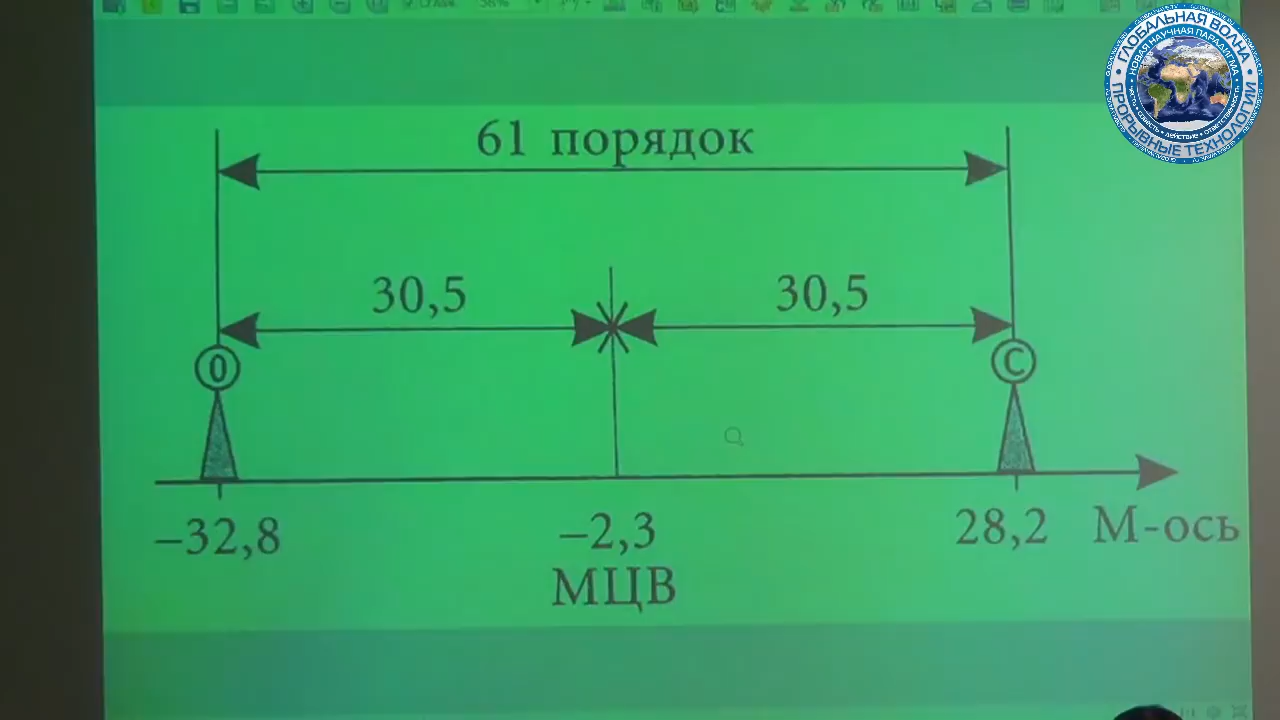 61 порядок
30,5
30,5
О
С
–32,8
–2,3
28,2
М-ось
МЦВ
ГЛОБАЛЬНАЯ ВОЛНА
НОВАЯ НАУЧНАЯ ПАРАДИГМА
ПРОРЫВНЫЕ ТЕХНОЛОГИИ